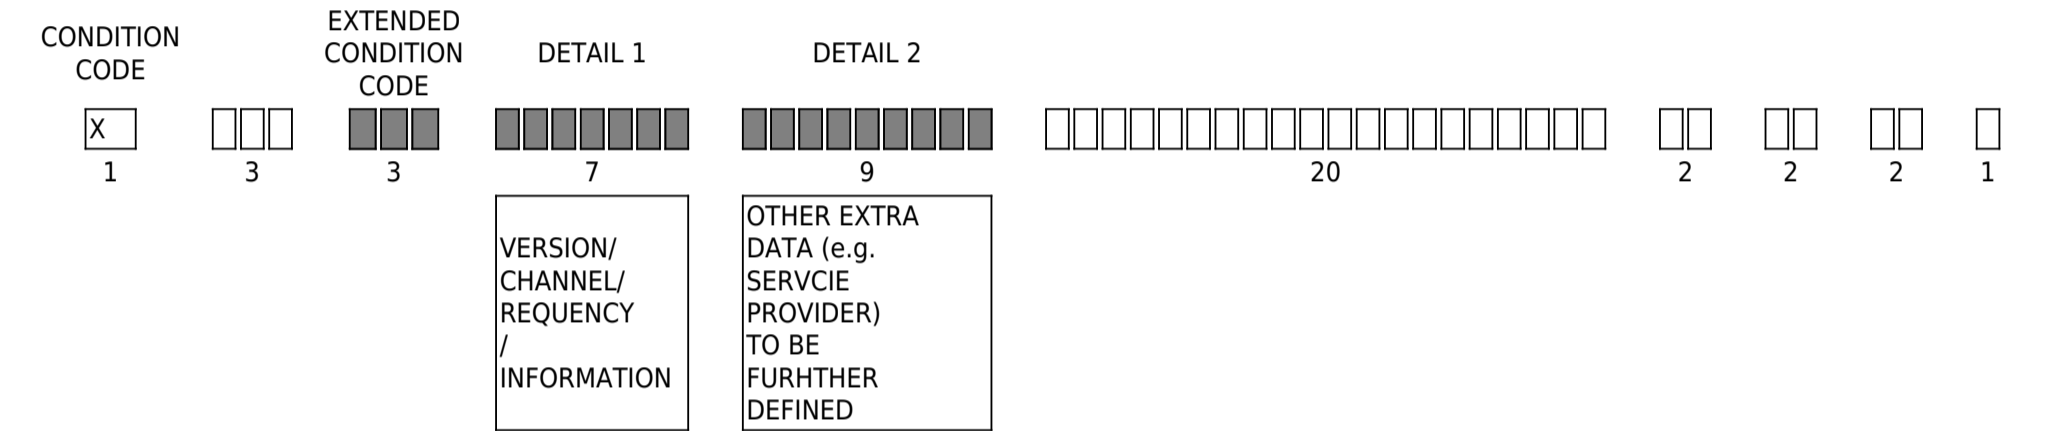 CONDITION
CODE
EXTENDED
CONDITION
CODE
DETAIL 1
DETAIL 2
X
1
3
3
7
9
20
2
2
2
1
VERSION/
CHANNEL/
REQUENCY
/
INFORMATION
OTHER EXTRA
DATA (e.g.
SERVCIE
PROVIDER)
TO BE
FURHTHER
DEFINED